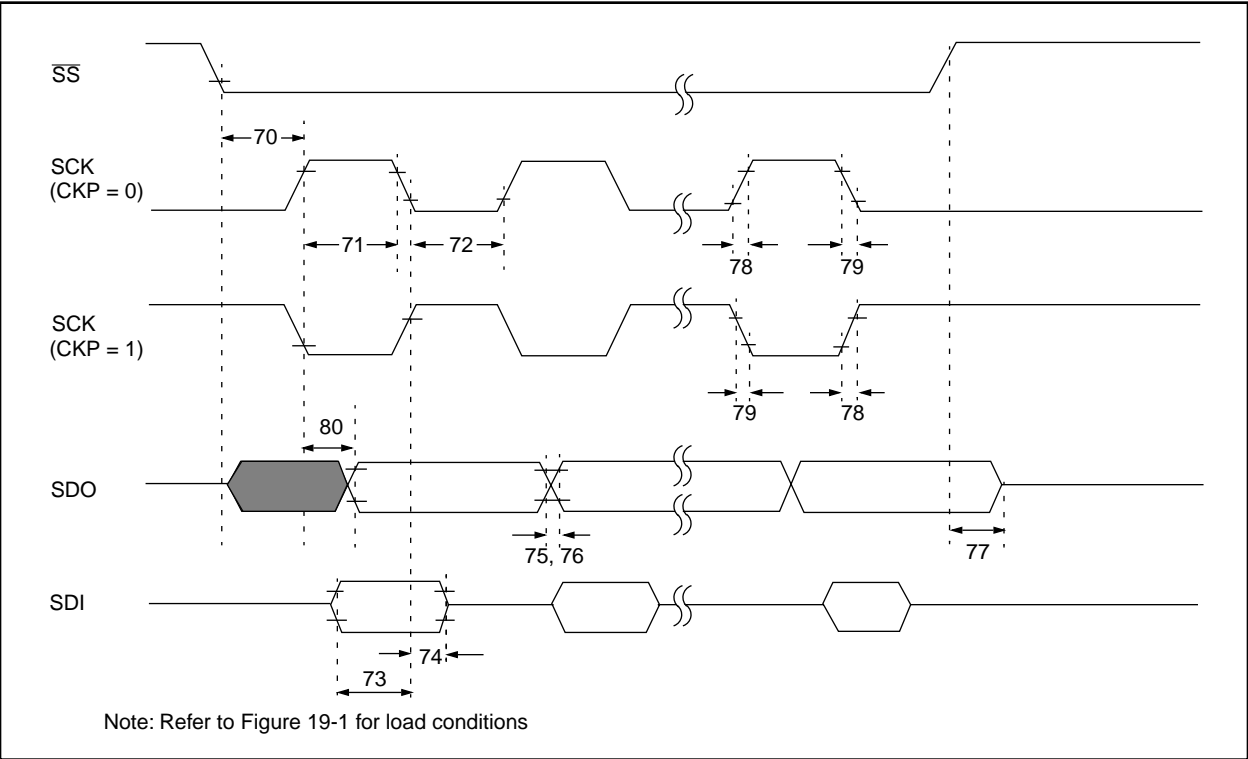 SS
70
SCK
(CKP = 0)
71
72
78
79
SCK
(CKP = 1)
79
78
80
SDO
75, 76
77
SDI
74
73
Note: Refer to Figure 19-1 for load conditions